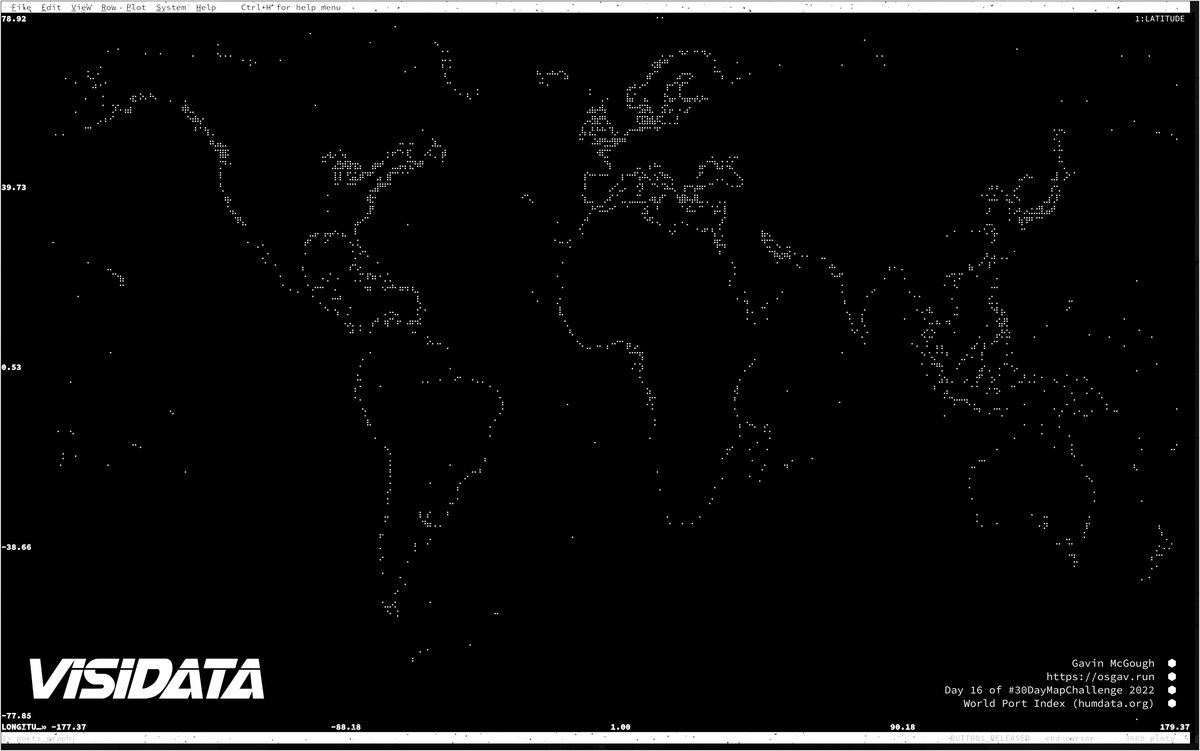 File Edit View Row Plot System Help Ctrl+H for help menu
78.92
1:LATITUDE
39.73
0.53
-38.66
VISIDATA
Gavin McGough
https://osgav.run
Day 16 of #30DayMapChallenge 2022
World Port Index (humdata.org)
-77.85
LONGITU…» -177.37 -88.18 1.00 90.18 179.37
2› ports_graph| BUTTON1_RELEASED end-cursor 3669 plots